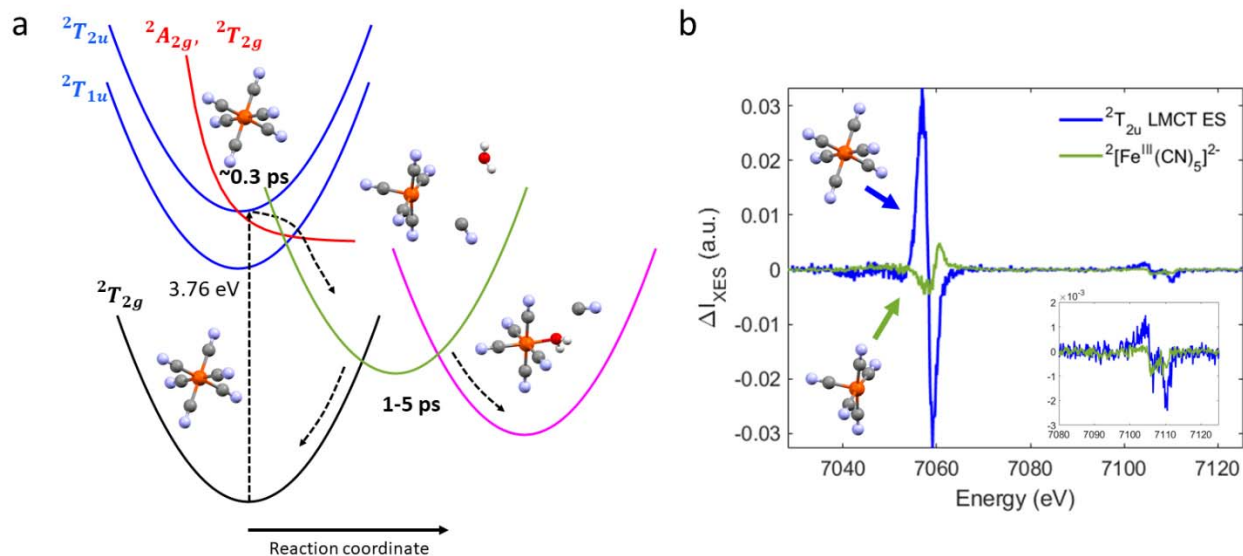 a
²T₂u
²A₂g, ²T₂g
²T₁u
~0.3 ps
3.76 eV
²T₂g
1-5 ps
Reaction coordinate
b
0.03
0.02
0.01
0
-0.01
-0.02
-0.03
ΔI_XES (a.u.)
²T₂u LMCT ES
²[Feᴵᴵᴵ(CN)₅]²⁻
7040
7060
7080
7100
7120
Energy (eV)
×10⁻³
2
1
0
-1
-2
-3
7080
7090
7100
7110
7120
C
N